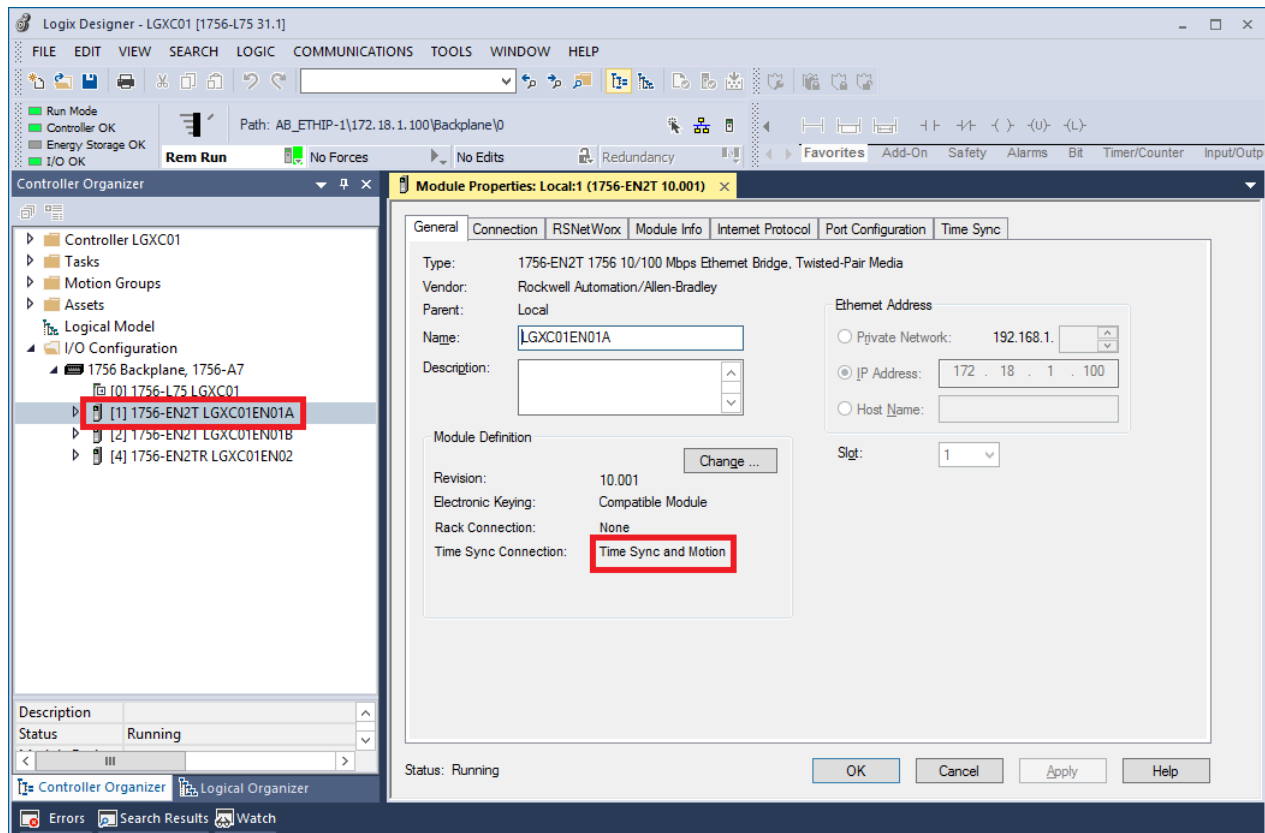 Logix Designer - LGXC01 [1756-L75 31.1]
FILE EDIT VIEW SEARCH LOGIC COMMUNICATIONS TOOLS WINDOW HELP
Run Mode
Controller OK
Energy Storage OK
I/O OK
Rem Run
No Forces
Path: AB_ETHIP-1\172.18.1.100\Backplane\0
No Edits
Redundancy
Favorites Add-On Safety Alarms Bit Timer/Counter Input/Outp
Controller Organizer
Controller LGXC01
Tasks
Motion Groups
Assets
Logical Model
I/O Configuration
1756 Backplane, 1756-A7
[0] 1756-L75 LGXC01
[1] 1756-EN2T LGXC01EN01A
[2] 1756-EN2T LGXC01EN01B
[4] 1756-EN2TR LGXC01EN02
Description
Status Running
Controller Organizer Logical Organizer
Module Properties: Local:1 (1756-EN2T 10.001)
General Connection RSNetWorx Module Info Internet Protocol Port Configuration Time Sync
Type: 1756-EN2T 1756 10/100 Mbps Ethernet Bridge, Twisted-Pair Media
Vendor: Rockwell Automation/Allen-Bradley
Parent: Local
Name: LGXC01EN01A
Description:
Ethernet Address
Private Network: 192.168.1.
IP Address: 172 . 18 . 1 . 100
Host Name:
Slot: 1
Module Definition
Change ...
Revision: 10.001
Electronic Keying: Compatible Module
Rack Connection: None
Time Sync Connection: Time Sync and Motion
Status: Running
OK Cancel Apply Help
Errors Search Results Watch